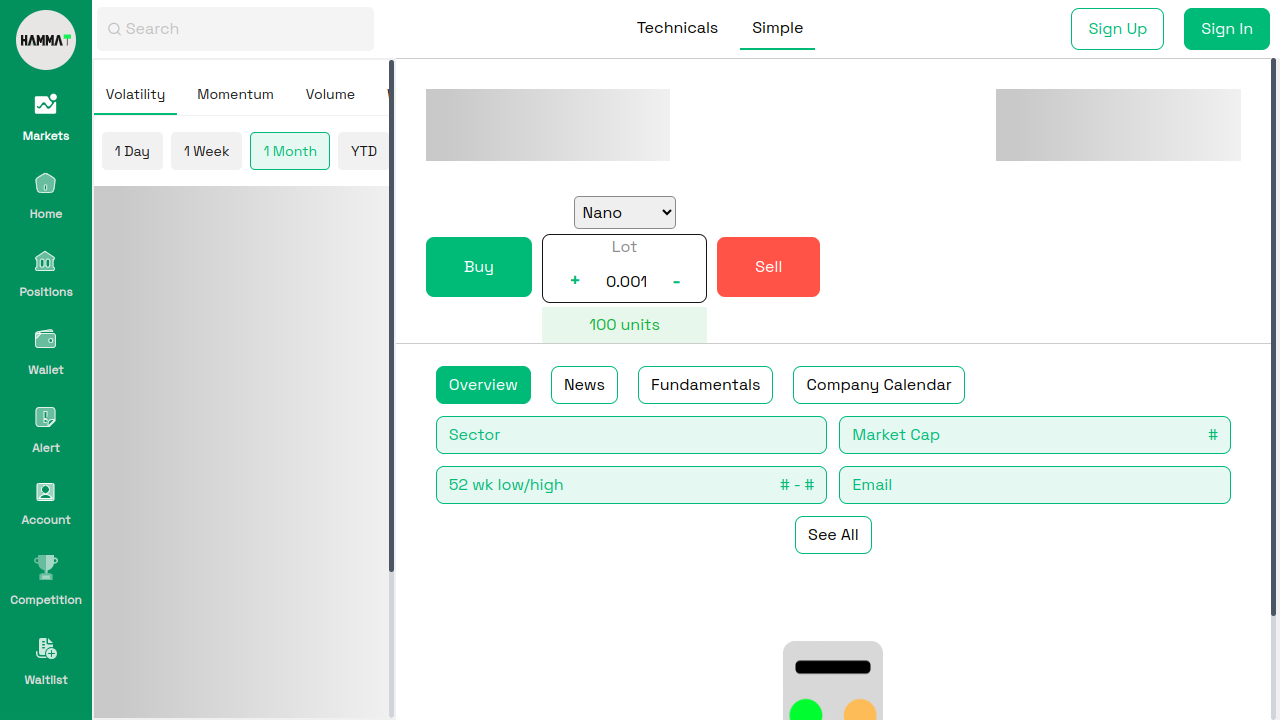 HAMMAT
Markets
Home
Positions
Wallet
Alert
Account
Competition
Waitlist
Search
Technicals
Simple
Sign Up
Sign In
Volatility
Momentum
Volume
1 Day
1 Week
1 Month
YTD
Nano
Buy
Lot
+ 0.001 -
Sell
100 units
Overview
News
Fundamentals
Company Calendar
Sector
Market Cap #
52 wk low/high # - #
Email
See All